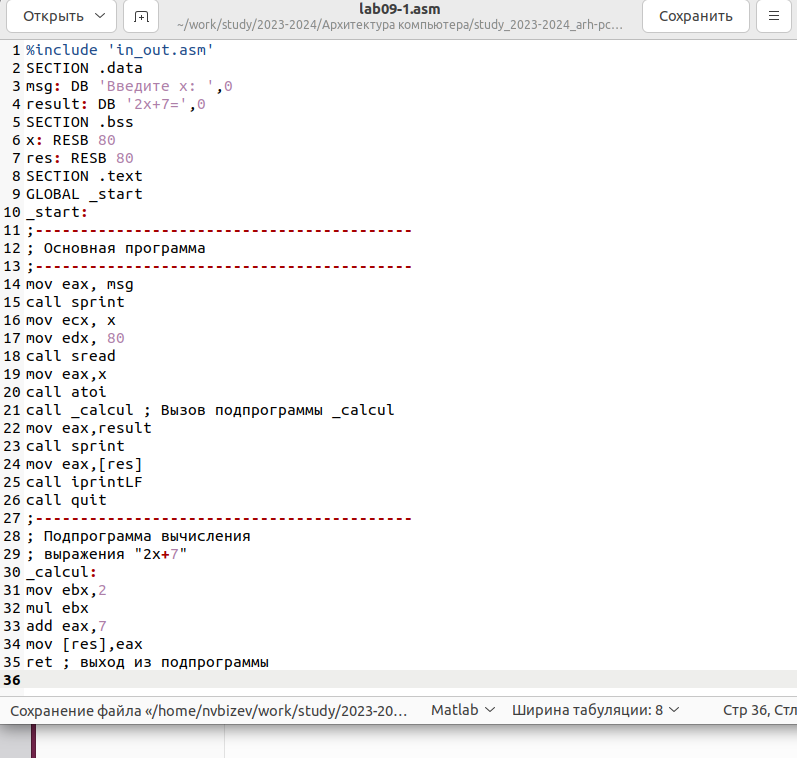 Открыть
lab09-1.asm
~/work/study/2023-2024/Архитектура компьютера/study_2023-2024_arh-pc...
Сохранить
1 %include 'in_out.asm'
2 SECTION .data
3 msg: DB 'Введите x: ',0
4 result: DB '2x+7=',0
5 SECTION .bss
6 x: RESB 80
7 res: RESB 80
8 SECTION .text
9 GLOBAL _start
10 _start:
11 ;------------------------------------------
12 ; Основная программа
13 ;------------------------------------------
14 mov eax, msg
15 call sprint
16 mov ecx, x
17 mov edx, 80
18 call sread
19 mov eax,x
20 call atoi
21 call _calcul ; Вызов подпрограммы _calcul
22 mov eax,result
23 call sprint
24 mov eax,[res]
25 call iprintLF
26 call quit
27 ;------------------------------------------
28 ; Подпрограмма вычисления
29 ; выражения "2x+7"
30 _calcul:
31 mov ebx,2
32 mul ebx
33 add eax,7
34 mov [res],eax
35 ret ; выход из подпрограммы
36
Сохранение файла «/home/nvbizev/work/study/2023-20... Matlab Ширина табуляции: 8 Стр 36, Стл